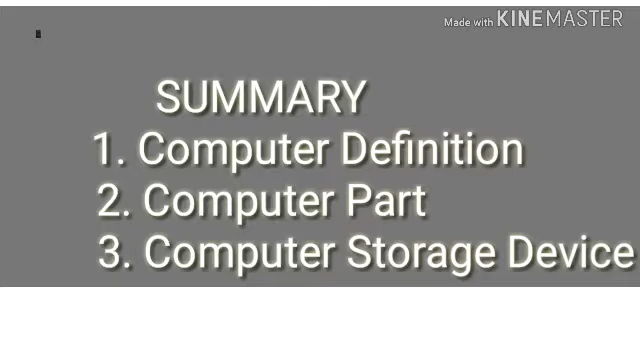 Made with KINEMASTER
SUMMARY
1. Computer Definition
2. Computer Part
3. Computer Storage Device